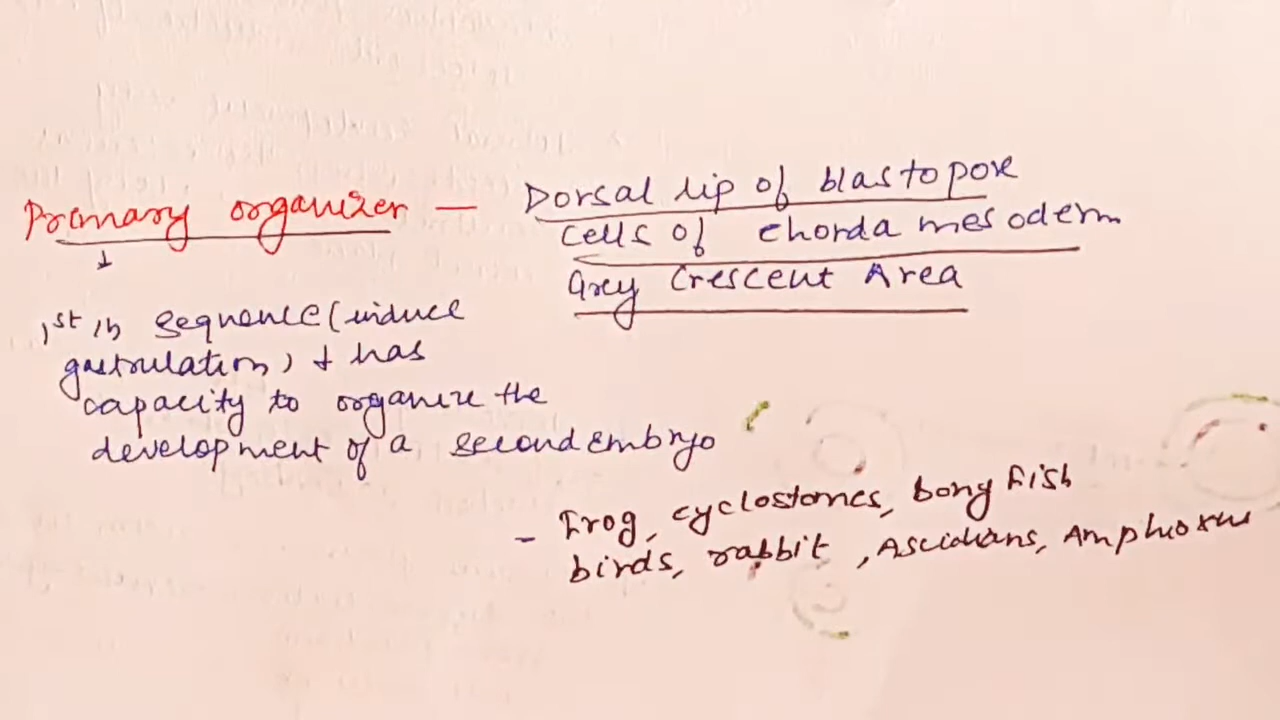 Primary organizer — Dorsal lip of blastopore
cells of chorda mesoderm
Grey Crescent Area
↓
1st in sequence (induce
gastrulation) & has
capacity to organize the
development of a second Embryo
- Frog, cyclostomes, bony fish
birds, rabbit, Ascidians, Amphioxus